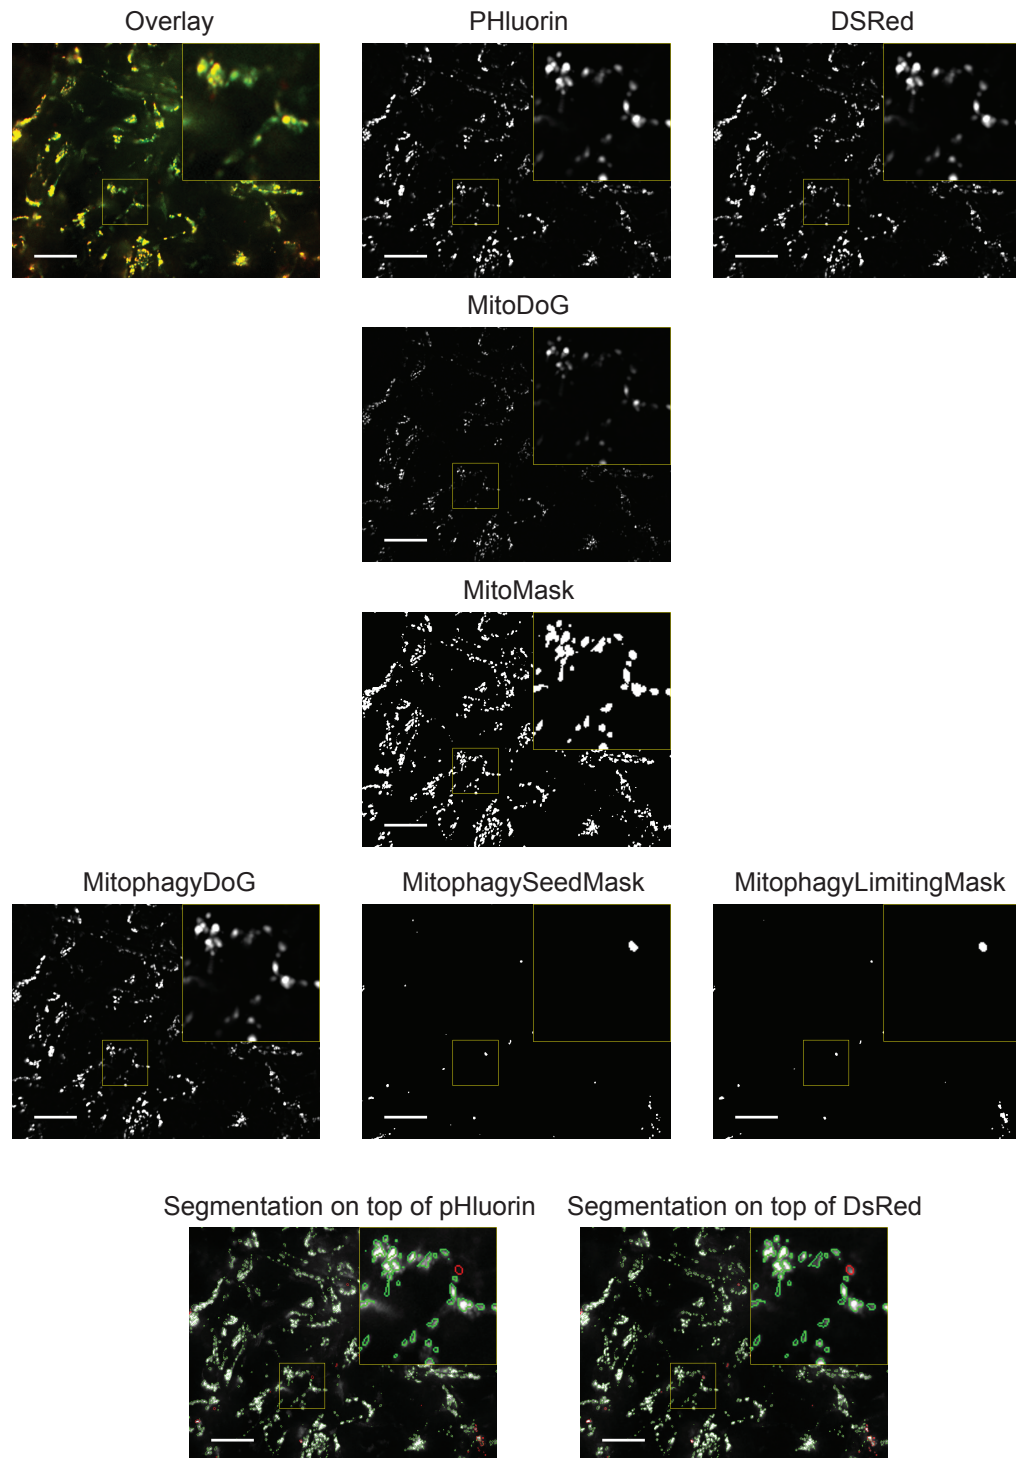 Overlay
PHluorin
DSRed
MitoDoG
MitoMask
MitophagyDoG
MitophagySeedMask
MitophagyLimitingMask
Segmentation on top of pHluorin
Segmentation on top of DsRed